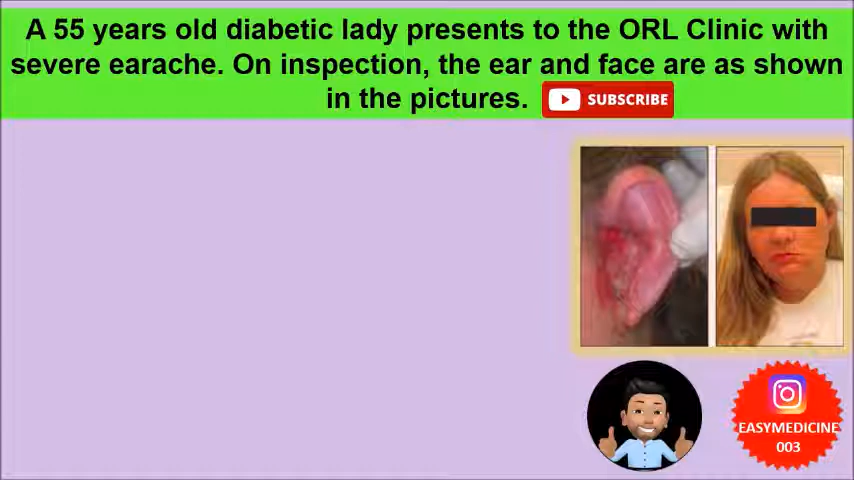 A 55 years old diabetic lady presents to the ORL Clinic with
severe earache. On inspection, the ear and face are as shown
in the pictures.
SUBSCRIBE
EASYMEDICINE
003